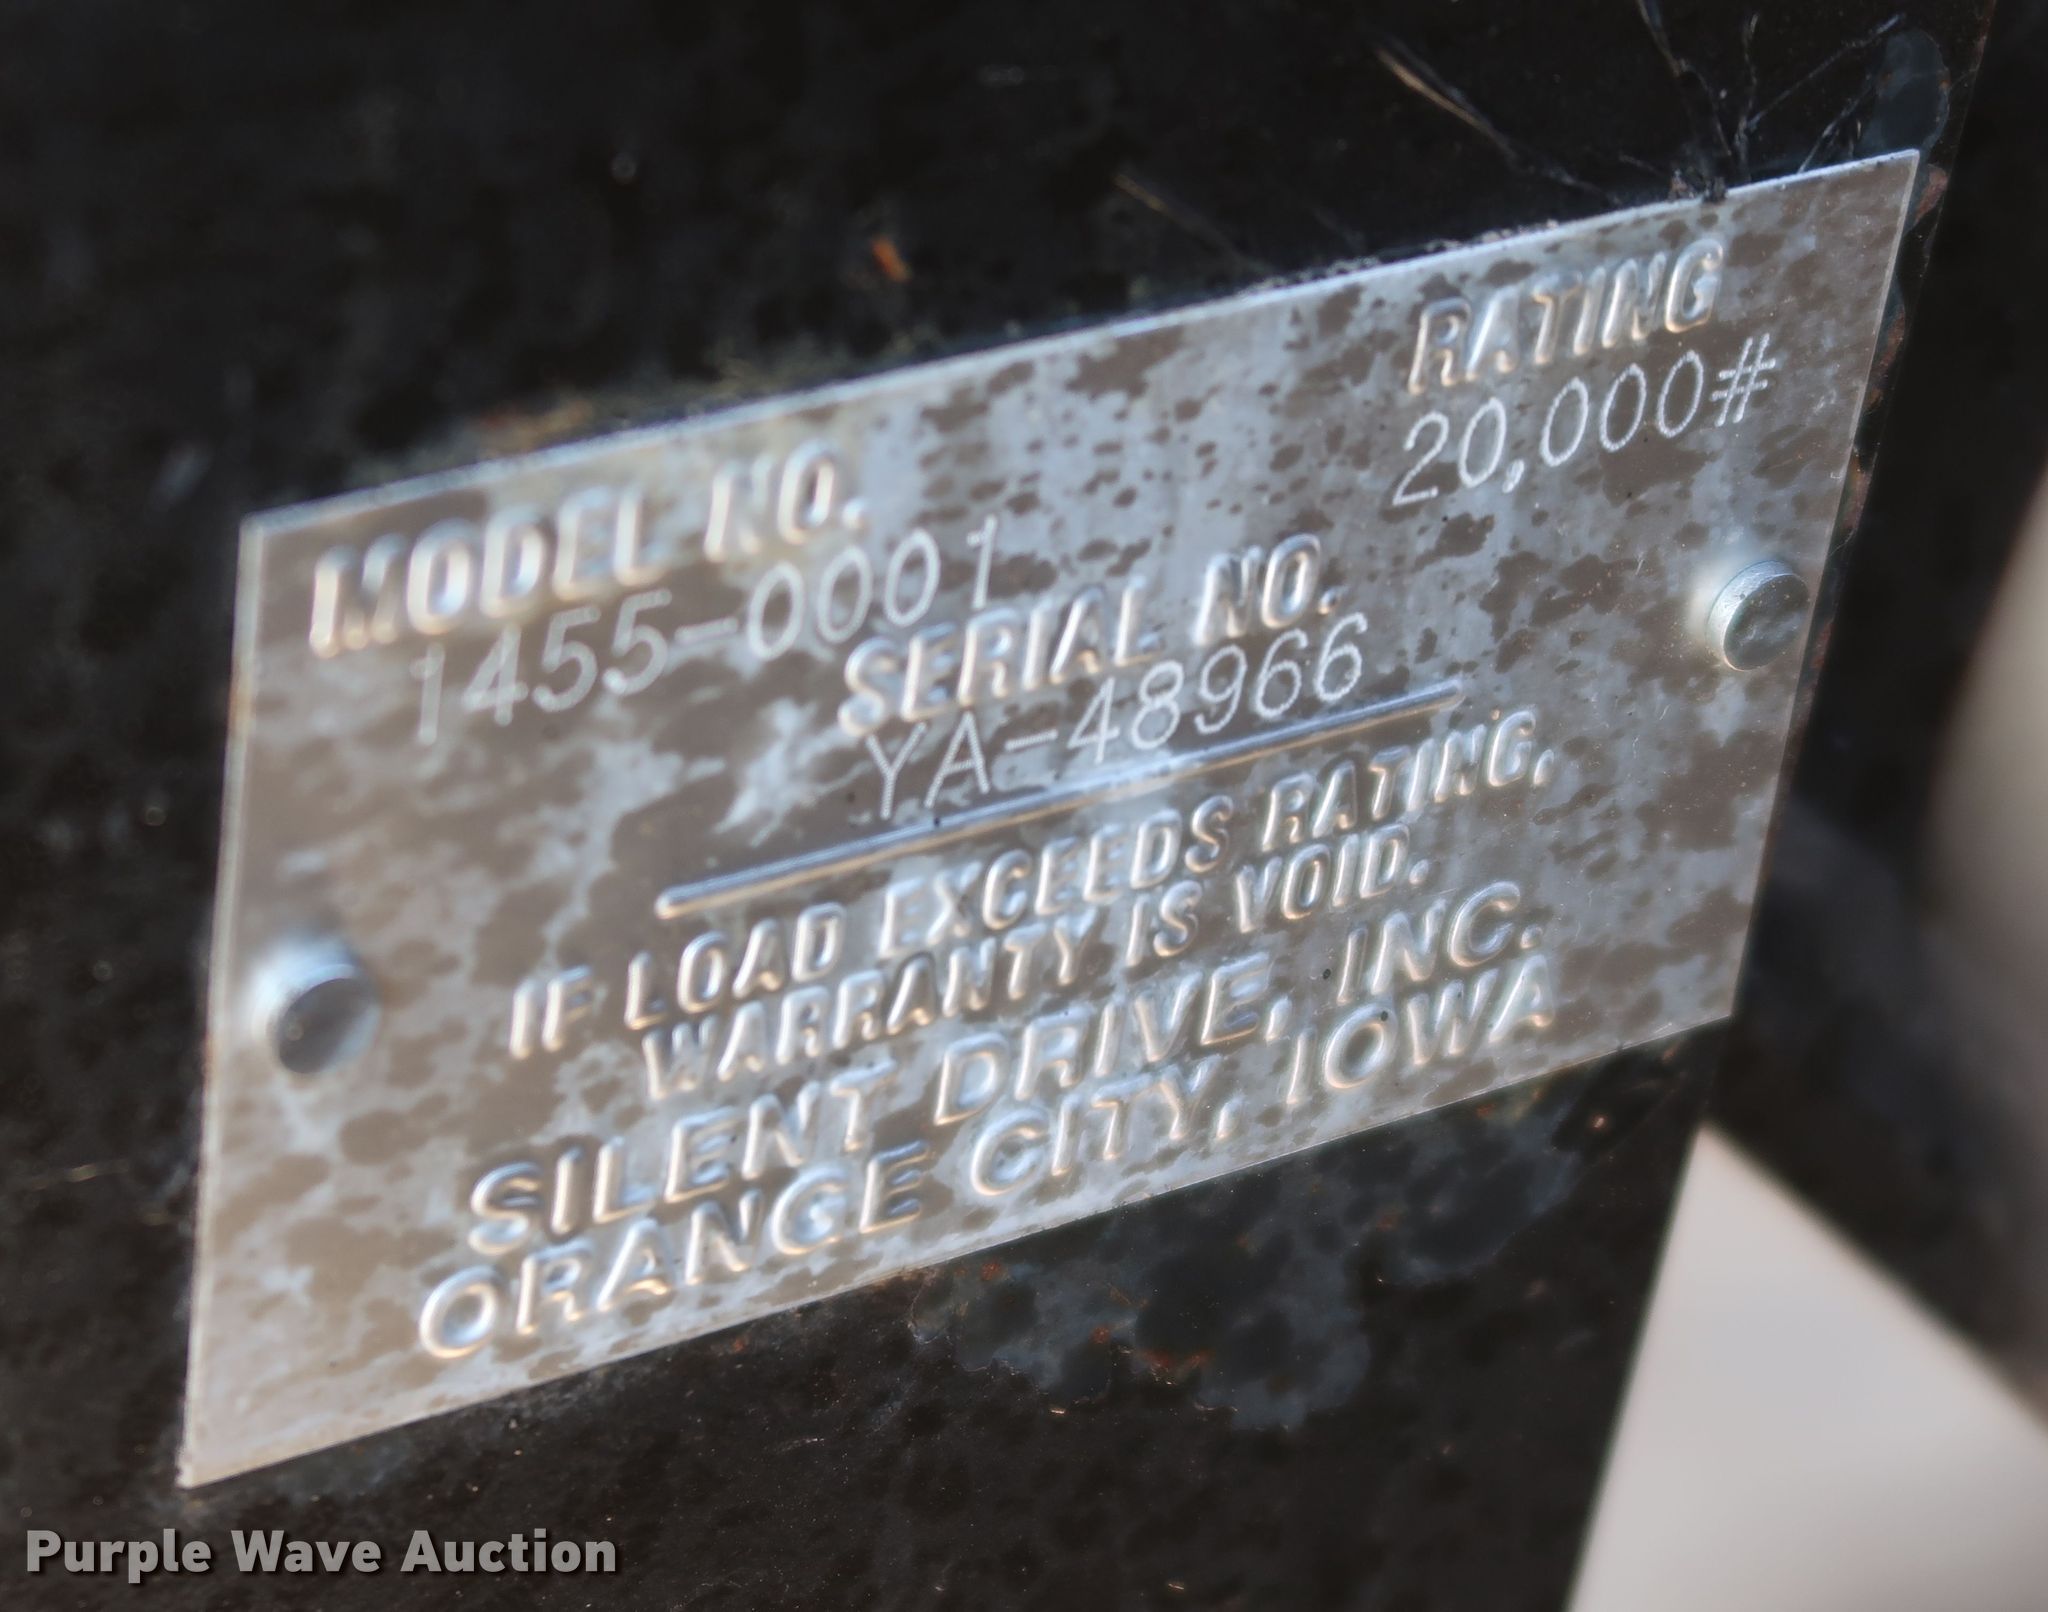 MODEL NO.
1455-0001
RATING
20,000#
SERIAL NO.
YA-48966
IF LOAD EXCEEDS RATING,
WARRANTY IS VOID.
SILENT DRIVE, INC.
ORANGE CITY, IOWA
Purple Wave Auction